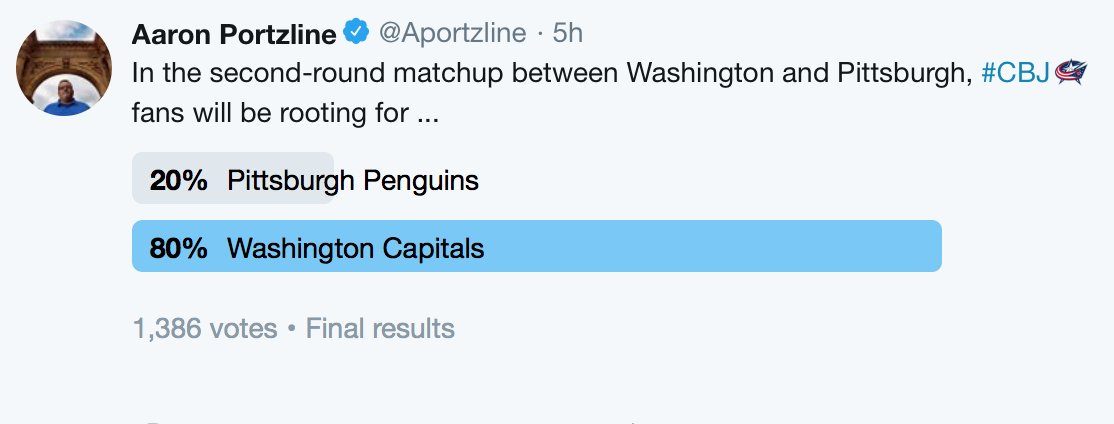 Aaron Portzline @Aportzline · 5h
In the second-round matchup between Washington and Pittsburgh, #CBJ
fans will be rooting for ...
20% Pittsburgh Penguins
80% Washington Capitals
1,386 votes • Final results